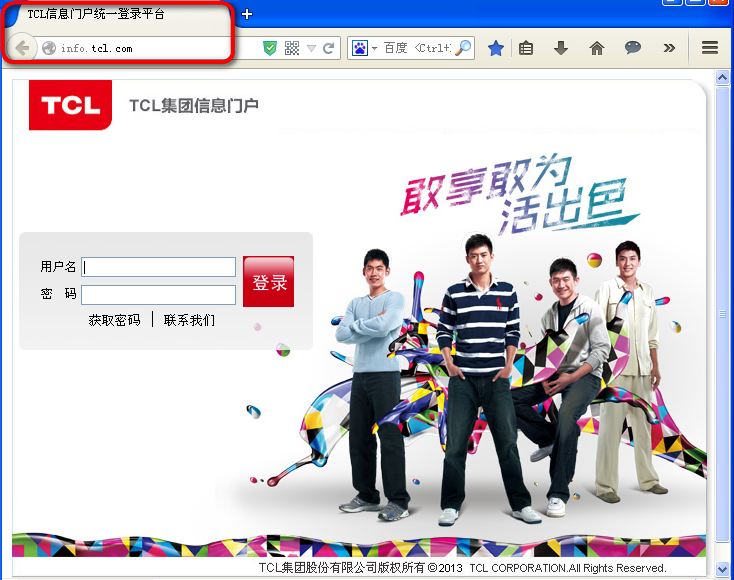 TCL信息门户统一登录平台
info.tcl.com
百度 <Ctrl+
TCL
TCL集团信息门户
敢享敢为
活出色
用户名
登录
密 码
获取密码
联系我们
TCL集团股份有限公司版权所有 ©2013 TCL CORPORATION.All Rights Reserved.